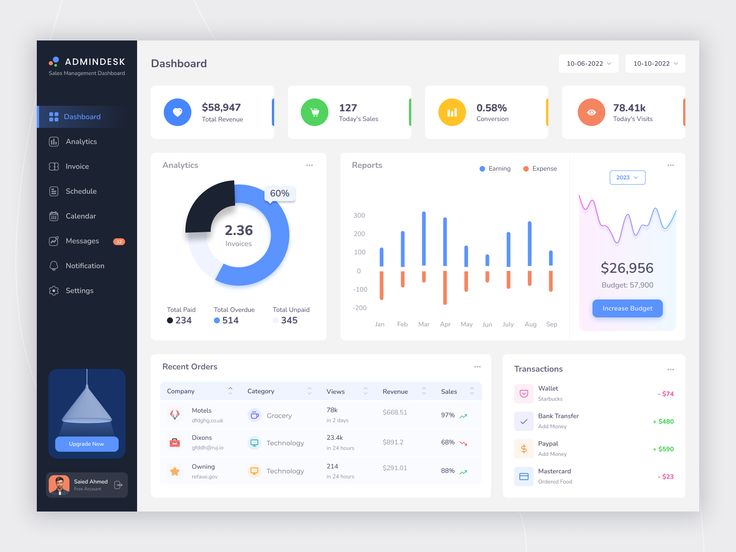 ADMINDESK
Sales Management Dashboard
Dashboard
Analytics
Invoice
Schedule
Calendar
Messages
Notification
Settings
Upgrade Now
Saied Ahmed
Free Account
Dashboard
10-06-2022
10-10-2022
$58,947
Total Revenue
127
Today's Sales
0.58%
Conversion
78.41k
Today's Visits
Analytics
60%
2.36
Invoices
Total Paid
234
Total Overdue
514
Total Unpaid
345
Reports
Earning
Expense
300
200
100
0
-100
-200
Jan Feb Mar Apr May Jun July Aug Sep
2023
$26,956
Budget: 57,900
Increase Budget
Recent Orders
Company Category Views Revenue Sales
Motels Grocery 78k $668.51 97%
dfdghg.co.uk in 2 days
Dixons Technology 23.4k $891.2 68%
in 24 hours
Owning Technology 214 $291.01 88%
refaue.gov in 24 hours
Transactions
Wallet - $74
Starbucks
Bank Transfer + $480
Add Money
Paypal + $590
Add Money
Mastercard - $23
Ordered Food